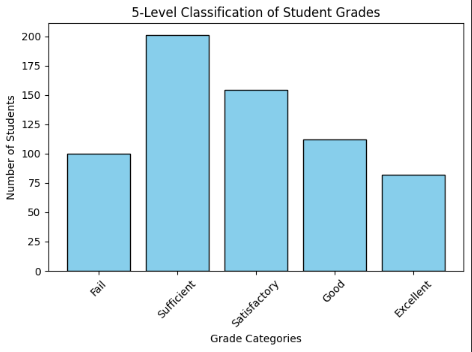 5-Level Classification of Student Grades
Number of Students
200
175
150
125
100
75
50
25
0
Fail
Sufficient
Satisfactory
Good
Excellent
Grade Categories